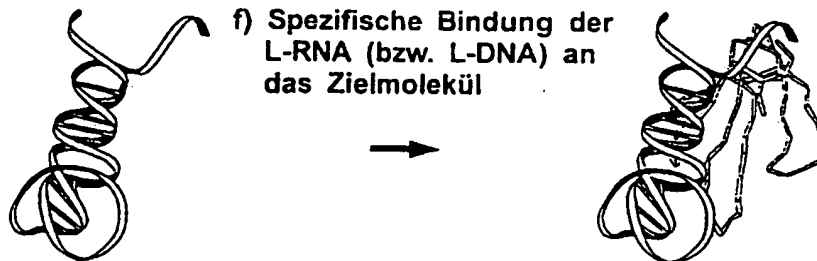 f) Spezifische Bindung der
L-RNA (bzw. L-DNA) an
das Zielmolekül